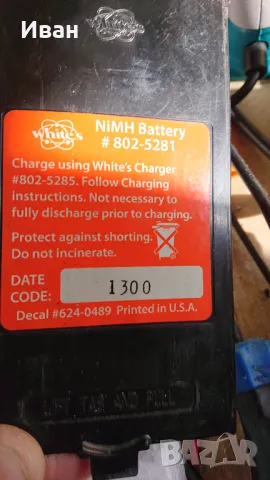 Иван
White's
NiMH Battery
# 802-5281
Charge using White's Charger
#802-5285. Follow Charging
instructions. Not necessary to
fully discharge prior to charging.
Protect against shorting.
Do not incinerate.
DATE
CODE:
1300
Decal #624-0489 Printed in U.S.A.
LIFT TAB AND PULL
BAZAR